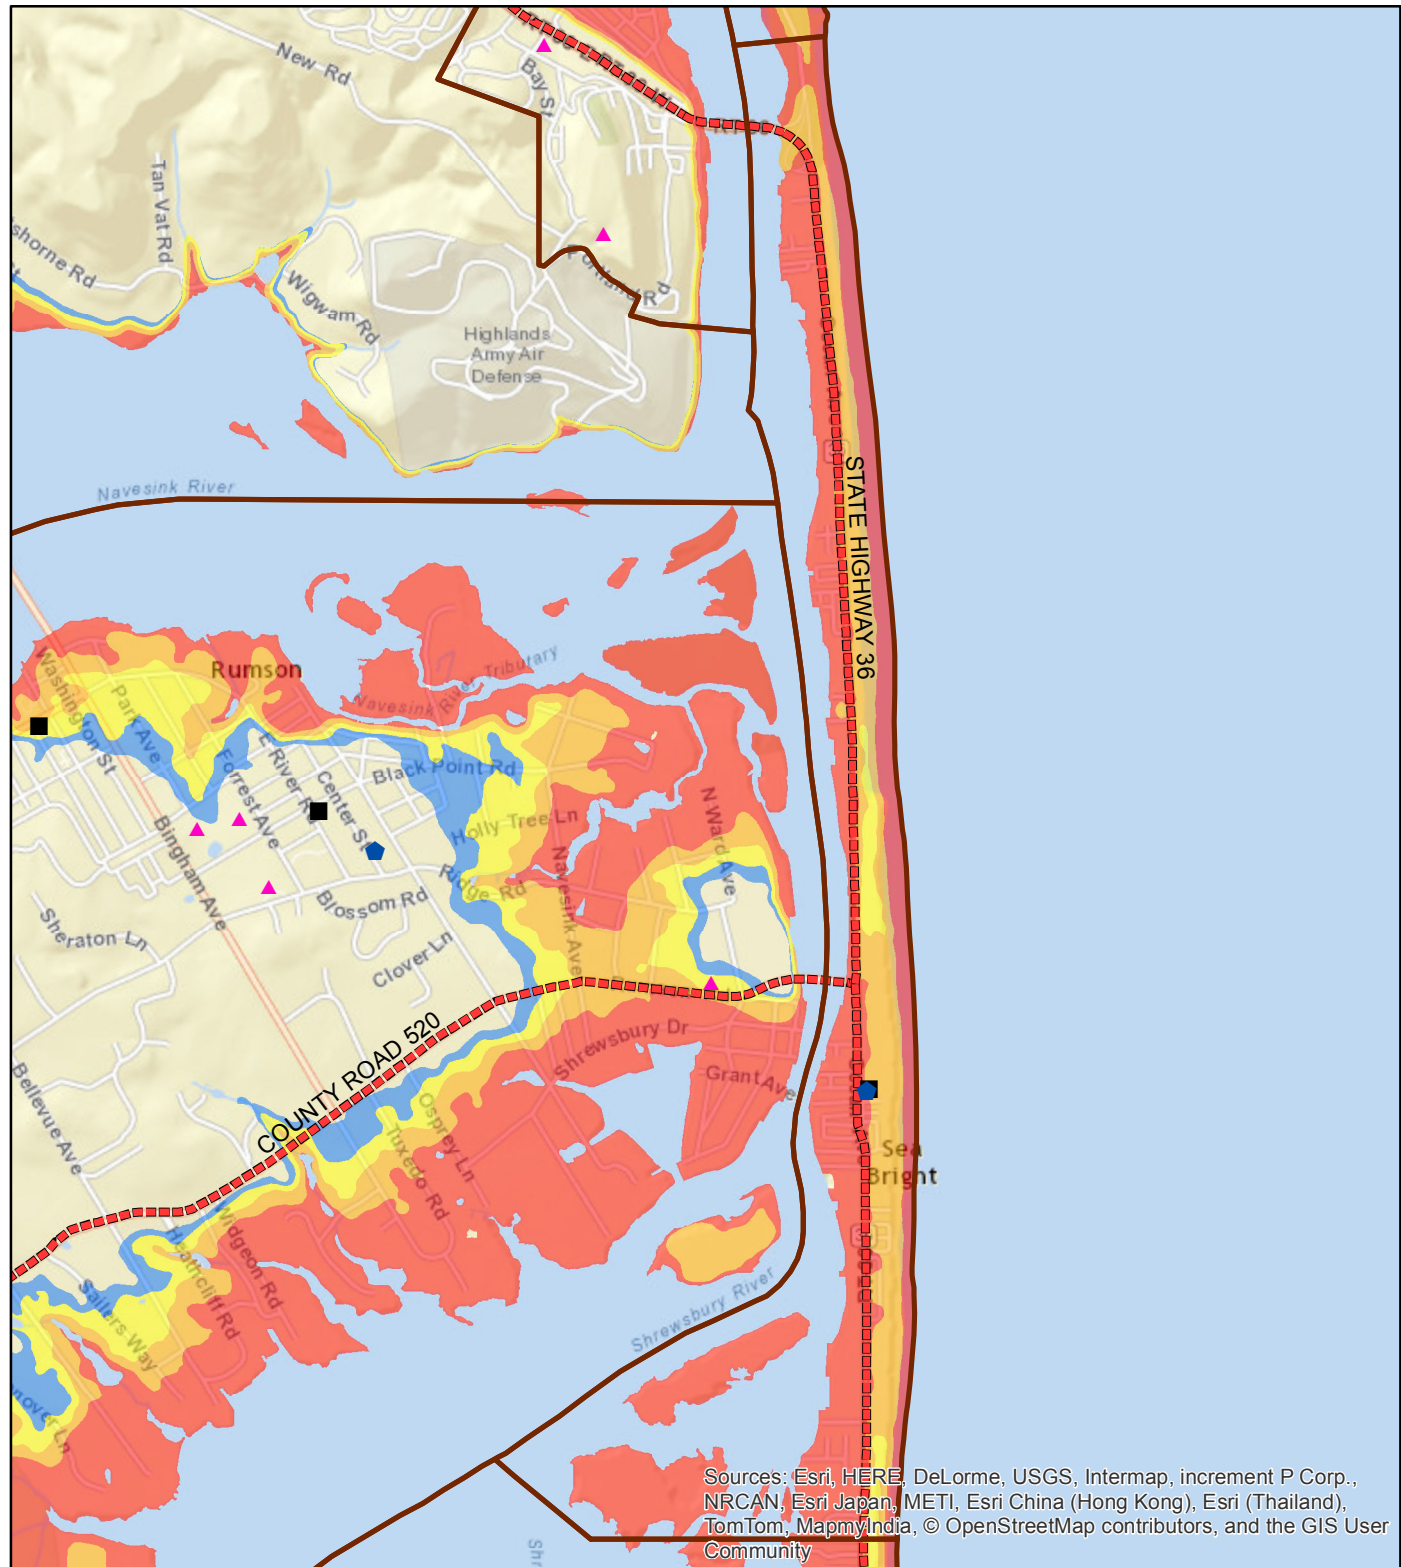 New Rd
Bay St
Tan Vat Rd
Wigwam Rd
Highlands
Army Air
Defense
Navesink River
STATE HIGHWAY 36
Rumson
Navesink River Tributary
Washington St
Park Ave
Forrest Ave
E River Rd
Center St
Black Point Rd
Holly Tree Ln
N Ward Ave
Bingham Ave
Ridge Rd
Navesink Ave
Blossom Rd
Sheraton Ln
Clover Ln
COUNTY ROAD 520
Shrewsbury Dr
Grant Ave
Bellevue Ave
Osprey Ln
Tuxedo Rd
Sea
Bright
Widgeon Rd
Heathcliff Rd
Sailers Way
Shrewsbury River
Sources: Esri, HERE, DeLorme, USGS, Intermap, increment P Corp.,
NRCAN, Esri Japan, METI, Esri China (Hong Kong), Esri (Thailand),
TomTom, MapmyIndia, © OpenStreetMap contributors, and the GIS User
Community